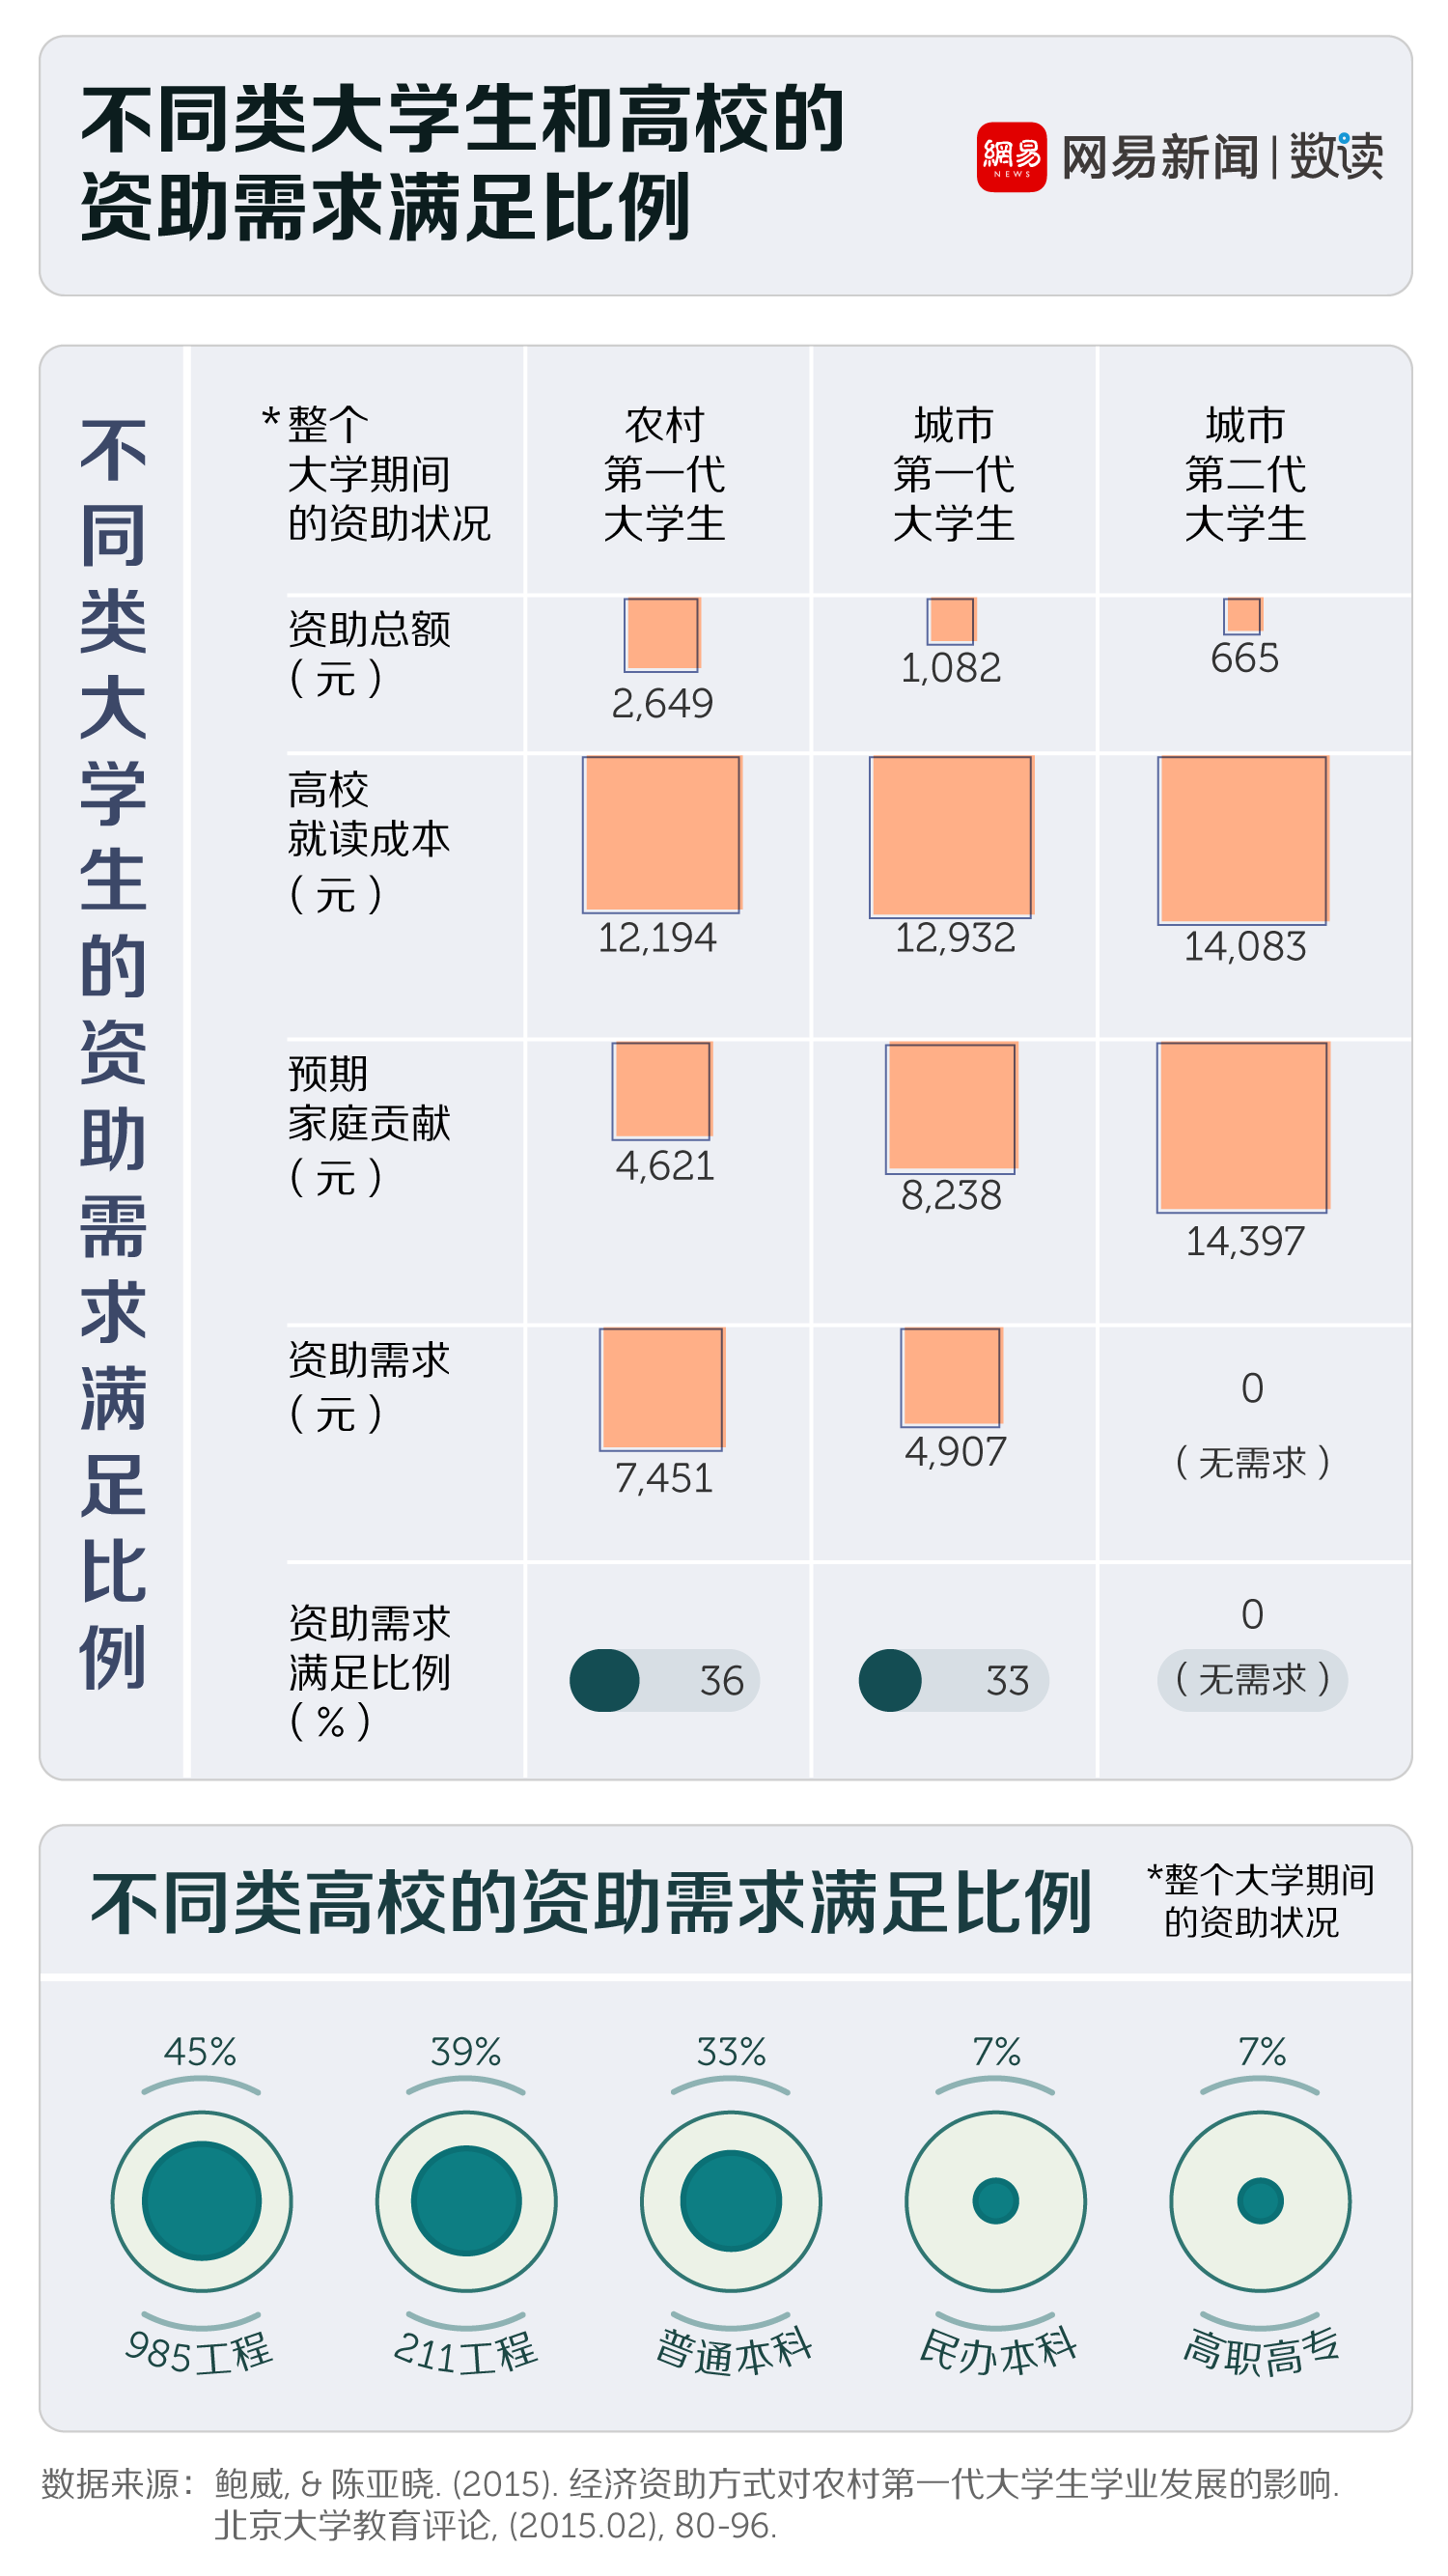 不同类大学生和高校的
资助需求满足比例
網易
NEWS
网易新闻|数读
不同类大学生的资助需求满足比例
*整个
大学期间
的资助状况
农村
第一代
大学生
城市
第一代
大学生
城市
第二代
大学生
资助总额
(元)
2,649
1,082
665
高校
就读成本
(元)
12,194
12,932
14,083
预期
家庭贡献
(元)
4,621
8,238
14,397
资助需求
(元)
7,451
4,907
0
(无需求)
资助需求
满足比例
(%)
36
33
0
(无需求)
不同类高校的资助需求满足比例
*整个大学期间
的资助状况
45%
39%
33%
7%
7%
985工程
211工程
普通本科
民办本科
高职高专
数据来源：鲍威, & 陈亚晓. (2015). 经济资助方式对农村第一代大学生学业发展的影响.
北京大学教育评论, (2015.02), 80-96.